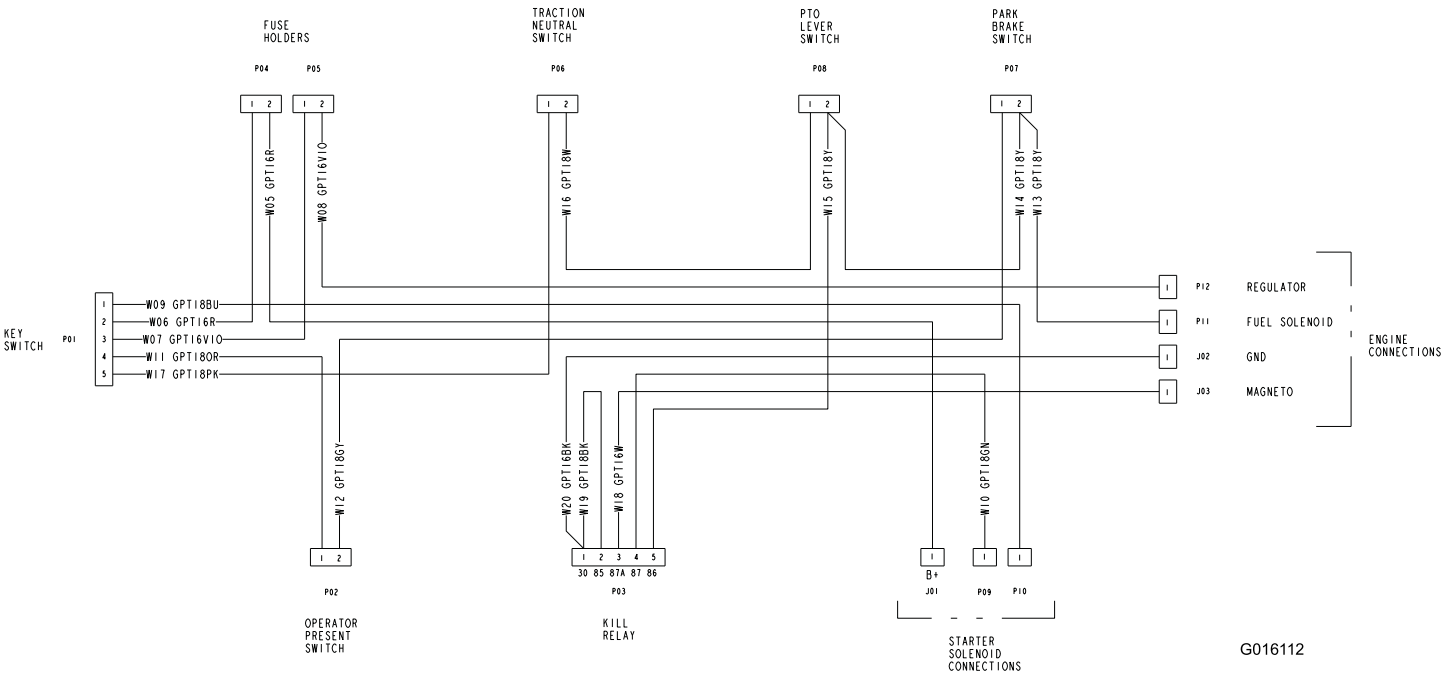 FUSE
HOLDERS
TRACTION
NEUTRAL
SWITCH
PTO
LEVER
SWITCH
PARK
BRAKE
SWITCH
P04
P05
P06
P08
P07
1 2
1 2
1 2
1 2
1 2
W05 GPT16R
W08 GPT16VIO
W16 GPT18W
W15 GPT18Y
W14 GPT18Y
W13 GPT18Y
KEY
SWITCH
P01
1
2
3
4
5
W09 GPT18BU
W06 GPT16R
W07 GPT16VIO
W11 GPT18OR
W17 GPT18PK
1
P12
REGULATOR
1
P11
FUEL SOLENOID
1
J02
GND
1
J03
MAGNETO
ENGINE
CONNECTIONS
W12 GPT18GY
W20 GPT16BK
W19 GPT18BK
W18 GPT16W
W10 GPT18GN
1 2
P02
OPERATOR
PRESENT
SWITCH
1 2 3 4 5
30 85 87A 87 86
P03
KILL
RELAY
1
B+
J01
1
P09
1
P10
STARTER
SOLENOID
CONNECTIONS
G016112